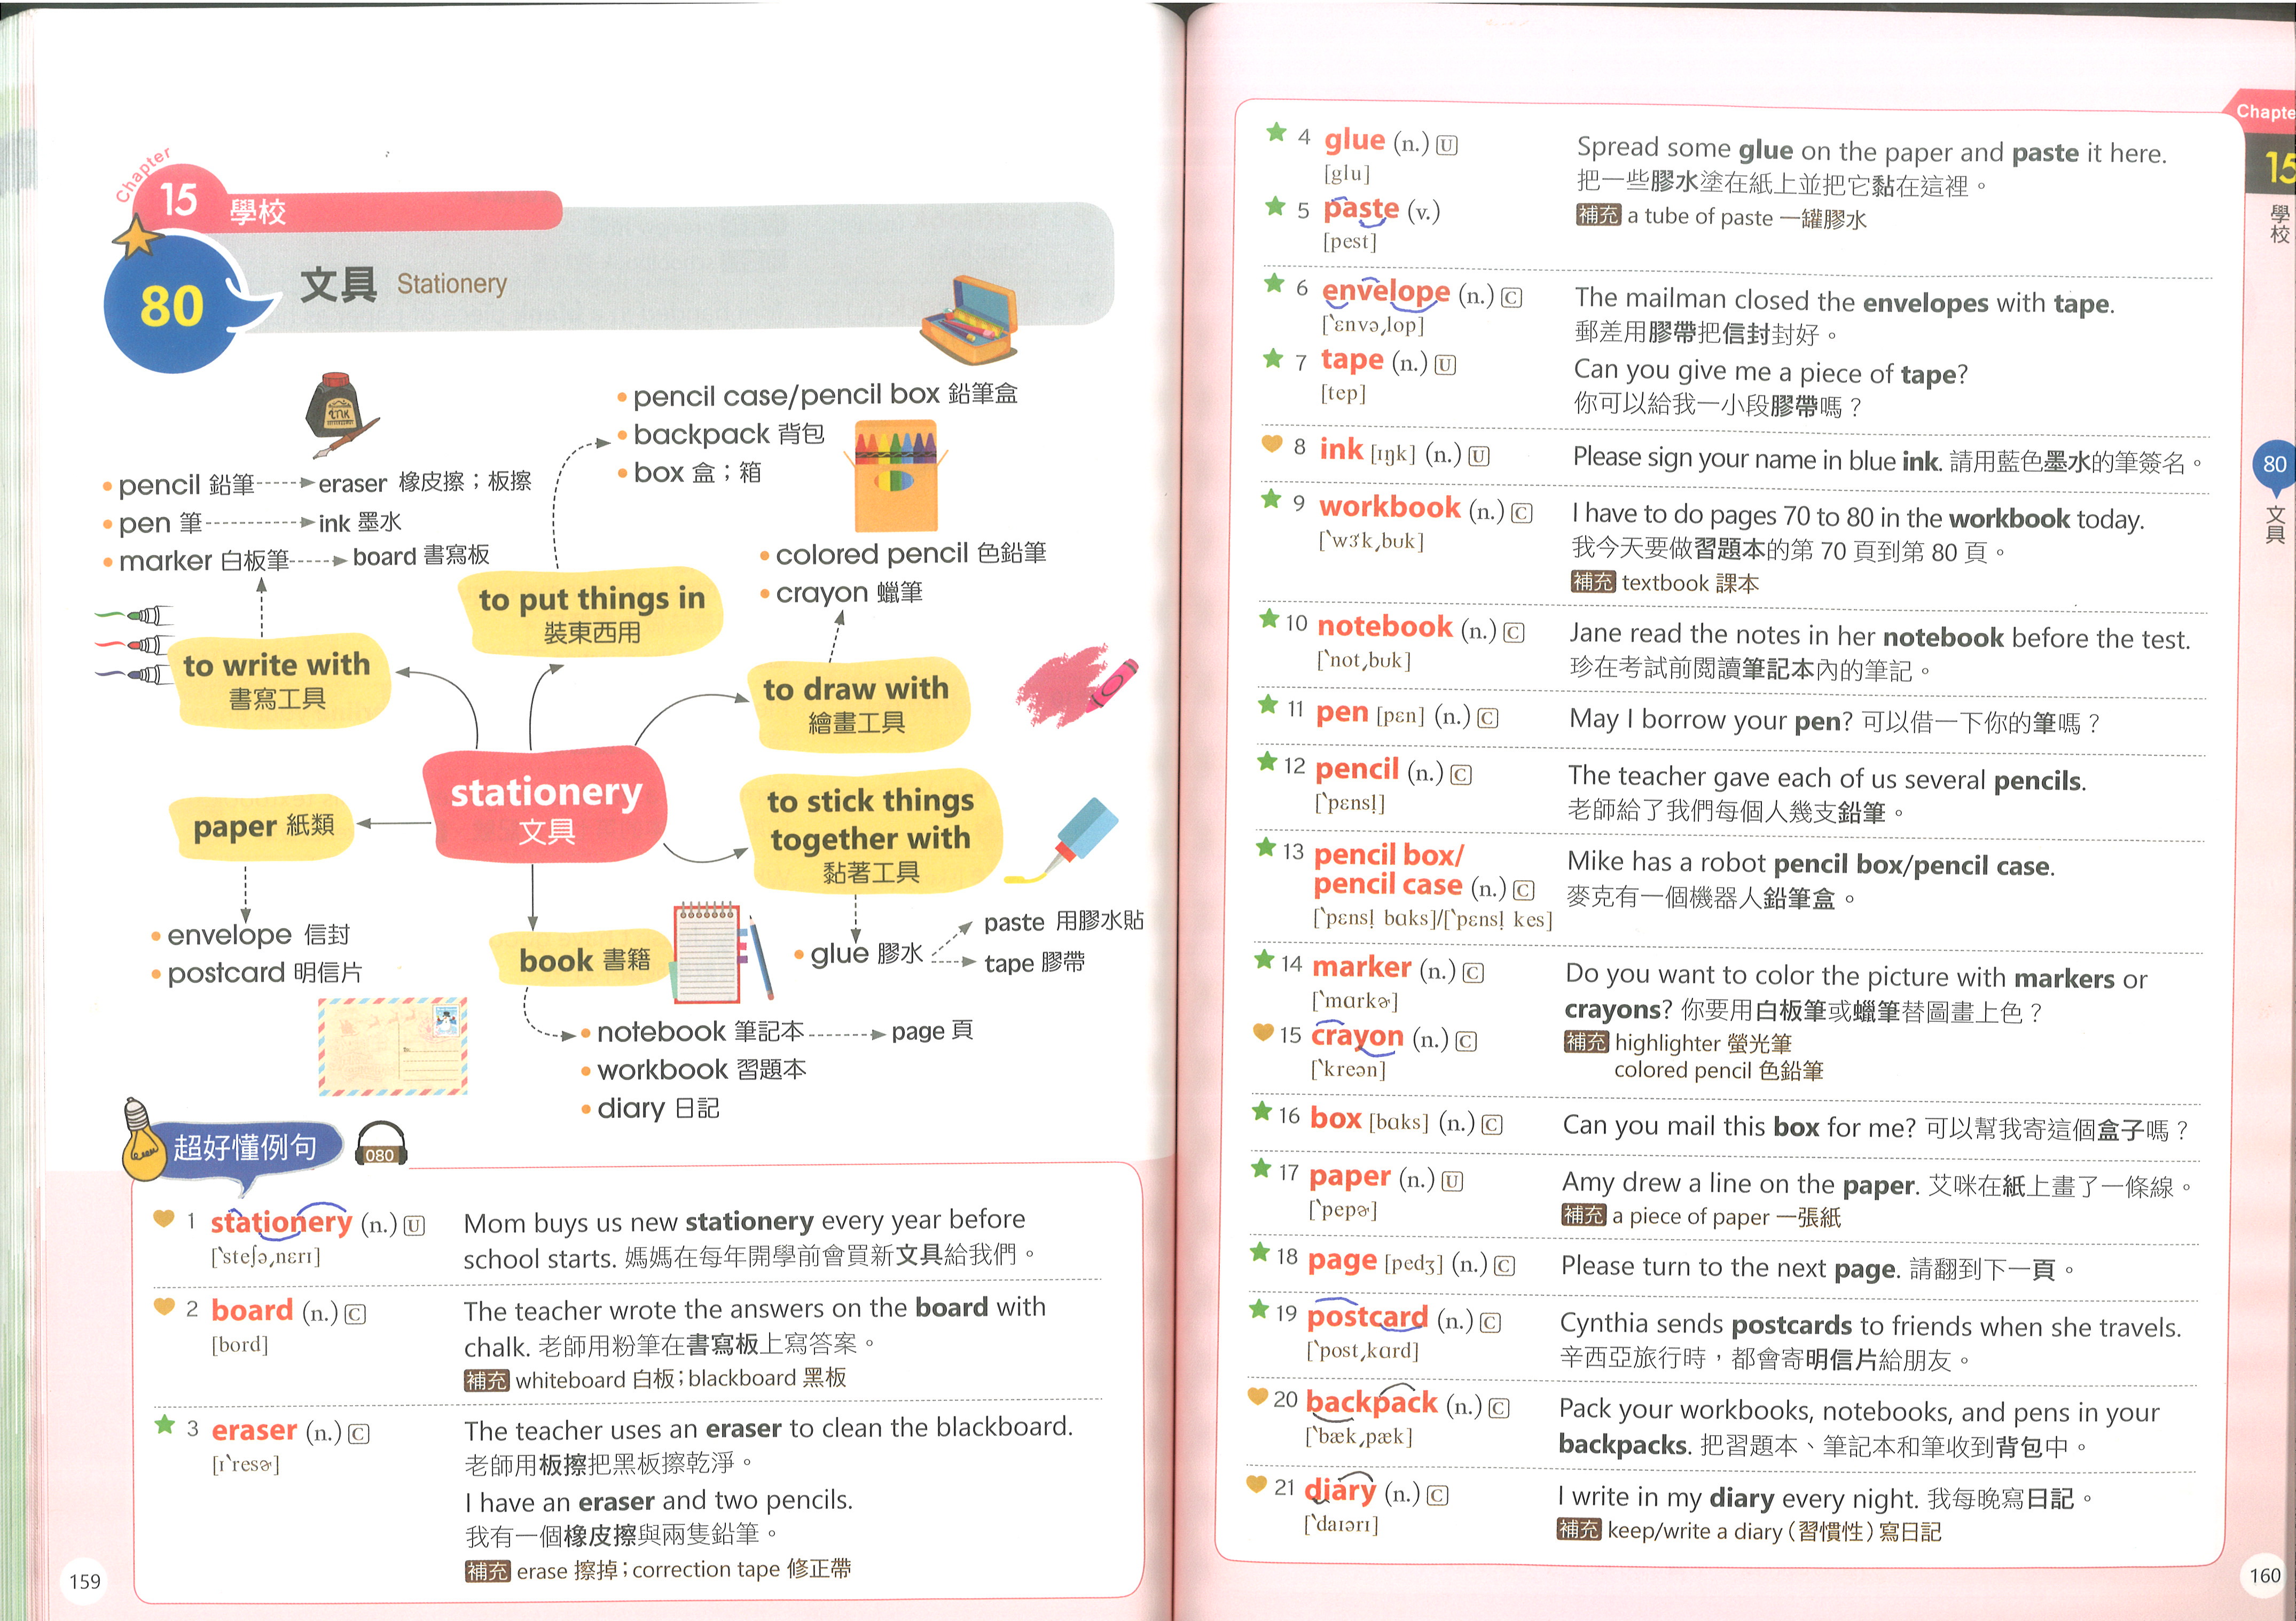 Chapter
15 學校
80 文具 Stationery
ink
• pencil 鉛筆 eraser 橡皮擦；板擦
• pen 筆 ink 墨水
• marker 白板筆 board 書寫板
• pencil case/pencil box 鉛筆盒
• backpack 背包
• box 盒；箱
• colored pencil 色鉛筆
• crayon 蠟筆
to write with
書寫工具
to put things in
裝東西用
to draw with
繪畫工具
stationery
文具
paper 紙類
to stick things
together with
黏著工具
book 書籍
• envelope 信封
• postcard 明信片
• glue 膠水
paste 用膠水貼
tape 膠帶
• notebook 筆記本 page 頁
• workbook 習題本
• diary 日記
超好懂例句 080
1 stationery (n.) U
[ˋsteʃəˏnɛrɪ]
Mom buys us new stationery every year before
school starts. 媽媽在每年開學前會買新文具給我們。
2 board (n.) C
[bord]
The teacher wrote the answers on the board with
chalk. 老師用粉筆在書寫板上寫答案。
補充 whiteboard 白板；blackboard 黑板
3 eraser (n.) C
[ɪˋresɚ]
The teacher uses an eraser to clean the blackboard.
老師用板擦把黑板擦乾淨。
I have an eraser and two pencils.
我有一個橡皮擦與兩隻鉛筆。
補充 erase 擦掉；correction tape 修正帶
159
4 glue (n.) U
[glu]
5 paste (v.)
[pest]
Spread some glue on the paper and paste it here.
把一些膠水塗在紙上並把它黏在這裡。
補充 a tube of paste 一罐膠水
6 envelope (n.) C
[ˋɛnvəˏlop]
7 tape (n.) U
[tep]
The mailman closed the envelopes with tape.
郵差用膠帶把信封封好。
Can you give me a piece of tape?
你可以給我一小段膠帶嗎？
8 ink [ɪŋk] (n.) U
Please sign your name in blue ink. 請用藍色墨水的筆簽名。
9 workbook (n.) C
[ˋwɝkˏbʊk]
I have to do pages 70 to 80 in the workbook today.
我今天要做習題本的第 70 頁到第 80 頁。
補充 textbook 課本
10 notebook (n.) C
[ˋnotˏbʊk]
Jane read the notes in her notebook before the test.
珍在考試前閱讀筆記本內的筆記。
11 pen [pɛn] (n.) C
May I borrow your pen? 可以借一下你的筆嗎？
12 pencil (n.) C
[ˋpɛnsḷ]
The teacher gave each of us several pencils.
老師給了我們每個人幾支鉛筆。
13 pencil box/
pencil case (n.) C
[ˋpɛnsḷ bɑks]/[ˋpɛnsḷ kes]
Mike has a robot pencil box/pencil case.
麥克有一個機器人鉛筆盒。
14 marker (n.) C
[ˋmɑrkɚ]
15 crayon (n.) C
[ˋkreən]
Do you want to color the picture with markers or
crayons? 你要用白板筆或蠟筆替圖畫上色？
補充 highlighter 螢光筆
colored pencil 色鉛筆
16 box [bɑks] (n.) C
Can you mail this box for me? 可以幫我寄這個盒子嗎？
17 paper (n.) U
[ˋpepɚ]
Amy drew a line on the paper. 艾咪在紙上畫了一條線。
補充 a piece of paper 一張紙
18 page [pedʒ] (n.) C
Please turn to the next page. 請翻到下一頁。
19 postcard (n.) C
[ˋpostˏkɑrd]
Cynthia sends postcards to friends when she travels.
辛西亞旅行時，都會寄明信片給朋友。
20 backpack (n.) C
[ˋbækˏpæk]
Pack your workbooks, notebooks, and pens in your
backpacks. 把習題本、筆記本和筆收到背包中。
21 diary (n.) C
[ˋdaɪərɪ]
I write in my diary every night. 我每晚寫日記。
補充 keep/write a diary（習慣性）寫日記
Chapte
15
學校
80
文具
160